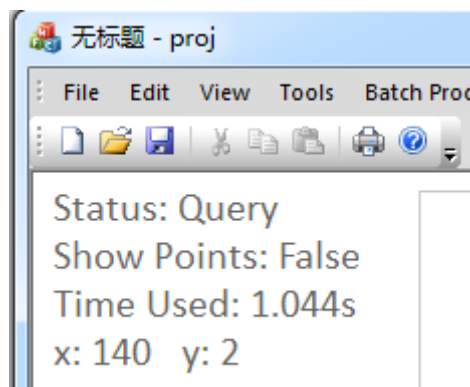 无标题 - proj
File Edit View Tools Batch
Status: Query
Show Points: False
Time Used: 1.044s
x: 140 y: 2